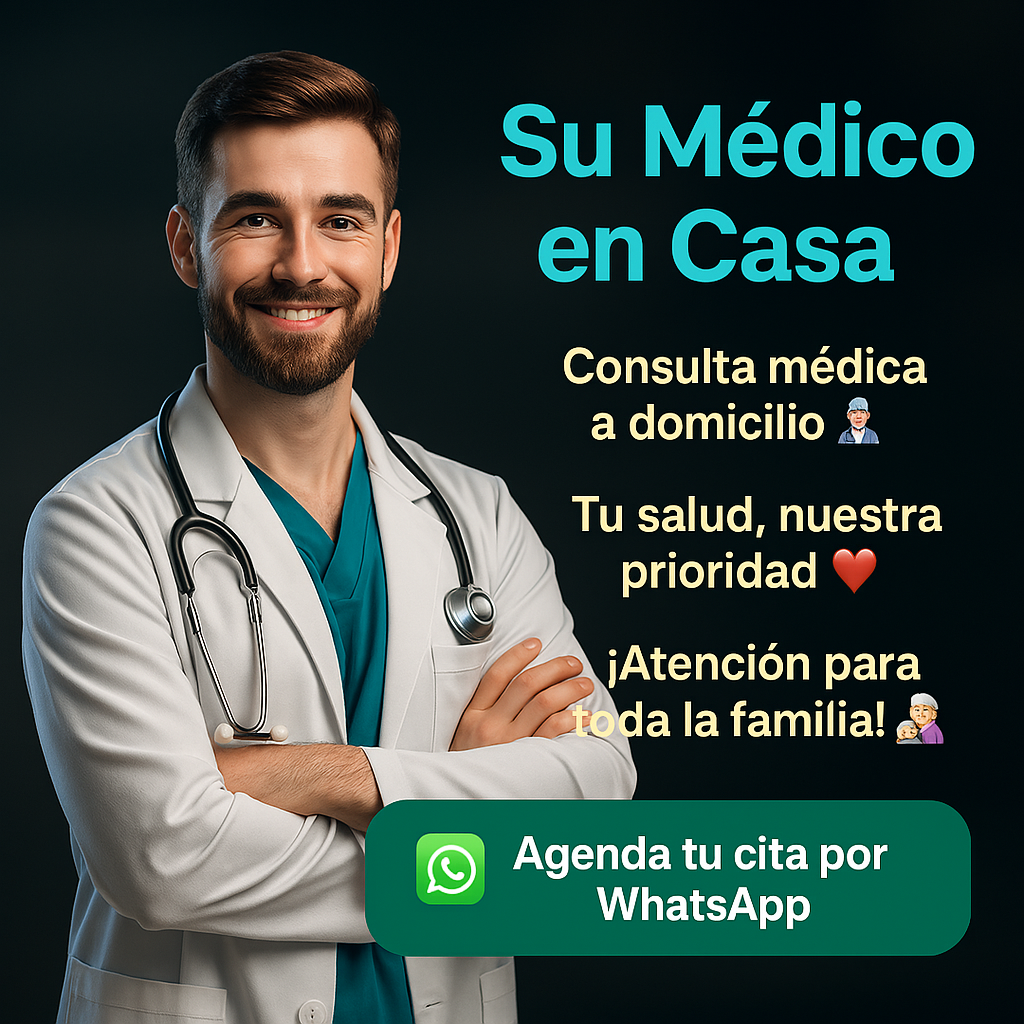 Su Médico
en Casa
Consulta médica
a domicilio 👨‍⚕️
Tu salud, nuestra
prioridad ❤️
¡Atención para
toda la familia!
Agenda tu cita por
WhatsApp